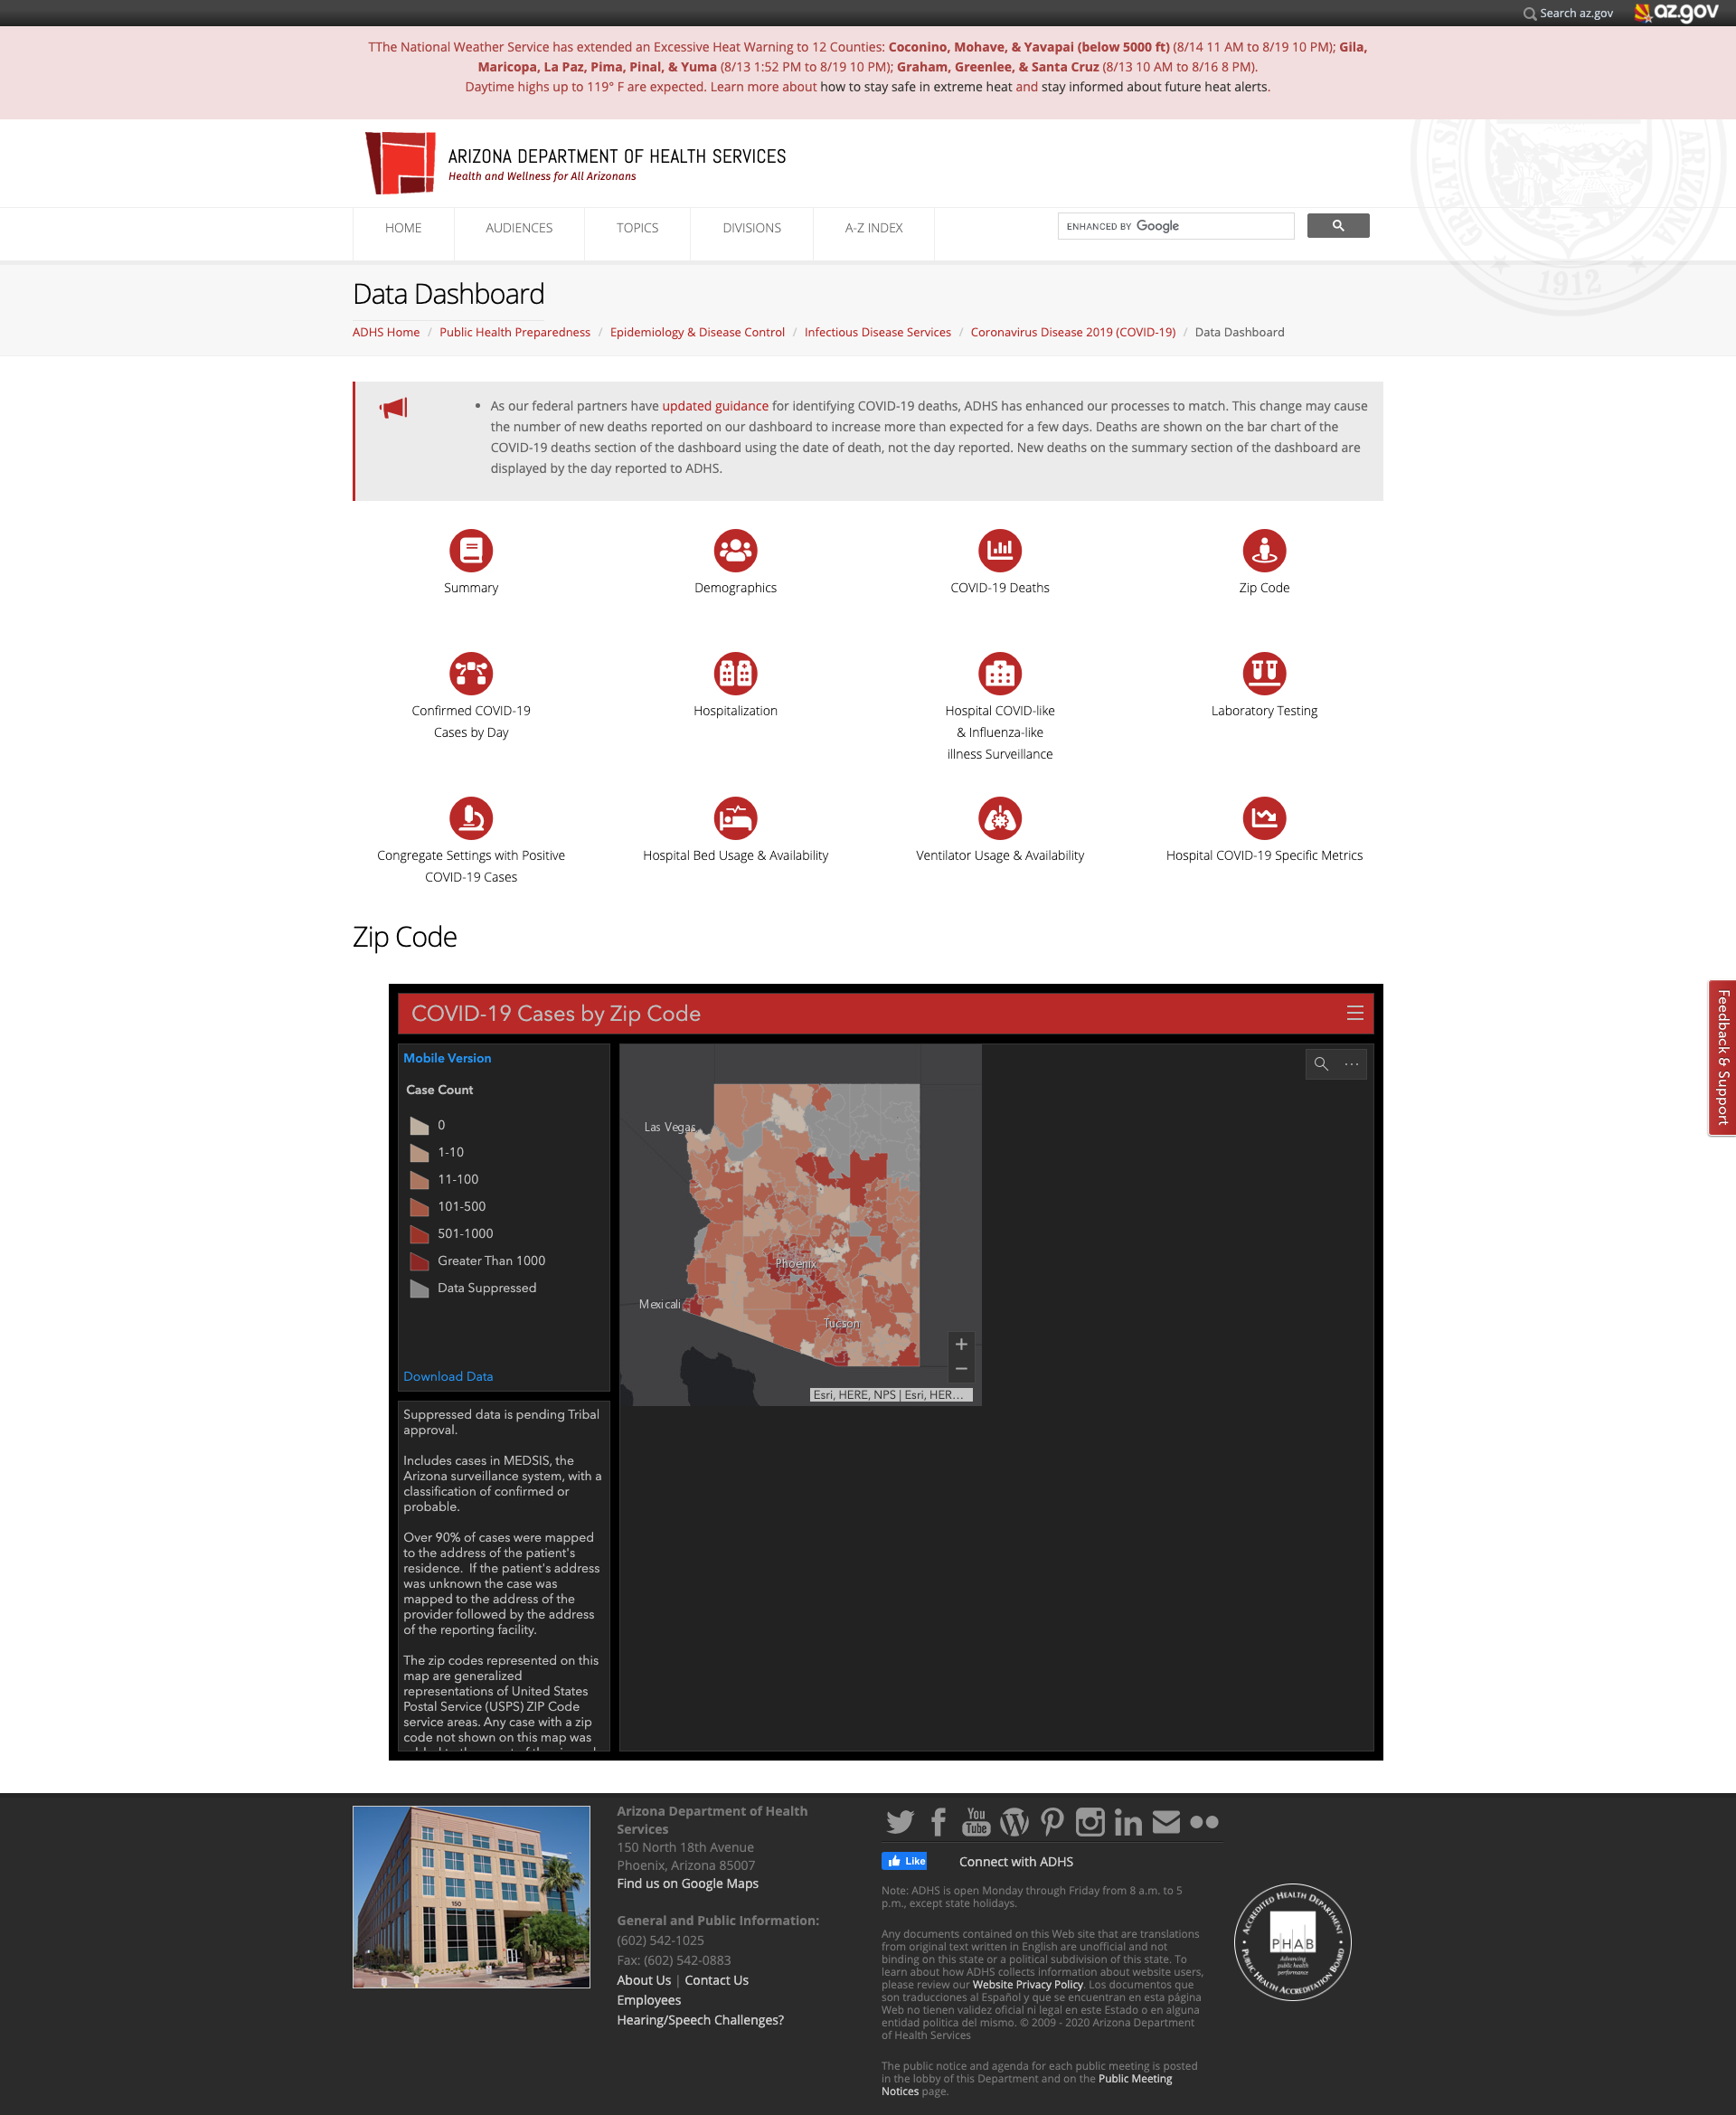 Search az.gov
az.gov
TThe National Weather Service has extended an Excessive Heat Warning to 12 Counties: Coconino, Mohave, & Yavapai (below 5000 ft) (8/14 11 AM to 8/19 10 PM); Gila,
Maricopa, La Paz, Pima, Pinal, & Yuma (8/13 1:52 PM to 8/19 10 PM); Graham, Greenlee, & Santa Cruz (8/13 10 AM to 8/16 8 PM).
Daytime highs up to 119° F are expected. Learn more about how to stay safe in extreme heat and stay informed about future heat alerts.
ARIZONA DEPARTMENT OF HEALTH SERVICES
Health and Wellness for All Arizonans
GREAT ARIZONA 1912
HOME
AUDIENCES
TOPICS
DIVISIONS
A-Z INDEX
ENHANCED BY Google
Data Dashboard
ADHS Home / Public Health Preparedness / Epidemiology & Disease Control / Infectious Disease Services / Coronavirus Disease 2019 (COVID-19) / Data Dashboard
• As our federal partners have updated guidance for identifying COVID-19 deaths, ADHS has enhanced our processes to match. This change may cause
the number of new deaths reported on our dashboard to increase more than expected for a few days. Deaths are shown on the bar chart of the
COVID-19 deaths section of the dashboard using the date of death, not the day reported. New deaths on the summary section of the dashboard are
displayed by the day reported to ADHS.
Summary
Demographics
COVID-19 Deaths
Zip Code
Confirmed COVID-19
Cases by Day
Hospitalization
Hospital COVID-like
& Influenza-like
illness Surveillance
Laboratory Testing
Congregate Settings with Positive
COVID-19 Cases
Hospital Bed Usage & Availability
Ventilator Usage & Availability
Hospital COVID-19 Specific Metrics
Zip Code
Feedback & Support
COVID-19 Cases by Zip Code
Mobile Version
Case Count
0
1-10
11-100
101-500
501-1000
Greater Than 1000
Data Suppressed
Download Data
Las Vegas
Phoenix
Mexicali
Tucson
+
−
Esri, HERE, NPS | Esri, HER…
Suppressed data is pending Tribal
approval.
Includes cases in MEDSIS, the
Arizona surveillance system, with a
classification of confirmed or
probable.
Over 90% of cases were mapped
to the address of the patient's
residence. If the patient's address
was unknown the case was
mapped to the address of the
provider followed by the address
of the reporting facility.
The zip codes represented on this
map are generalized
representations of United States
Postal Service (USPS) ZIP Code
service areas. Any case with a zip
code not shown on this map was
150
Arizona Department of Health
Services
150 North 18th Avenue
Phoenix, Arizona 85007
Find us on Google Maps
General and Public Information:
(602) 542-1025
Fax: (602) 542-0883
About Us | Contact Us
Employees
Hearing/Speech Challenges?
You
Tube
Like
Connect with ADHS
Note: ADHS is open Monday through Friday from 8 a.m. to 5
p.m., except state holidays.
Any documents contained on this Web site that are translations
from original text written in English are unofficial and not
binding on this state or a political subdivision of this state. To
learn about how ADHS collects information about website users,
please review our Website Privacy Policy. Los documentos que
son traducciones al Español y que se encuentran en esta página
Web no tienen validez oficial ni legal en este Estado o en alguna
entidad politica del mismo. © 2009 - 2020 Arizona Department
of Health Services
The public notice and agenda for each public meeting is posted
in the lobby of this Department and on the Public Meeting
Notices page.
ACCREDITED HEALTH DEPARTMENT
PHAB
Advancing
public health
performance
PUBLIC HEALTH ACCREDITATION BOARD